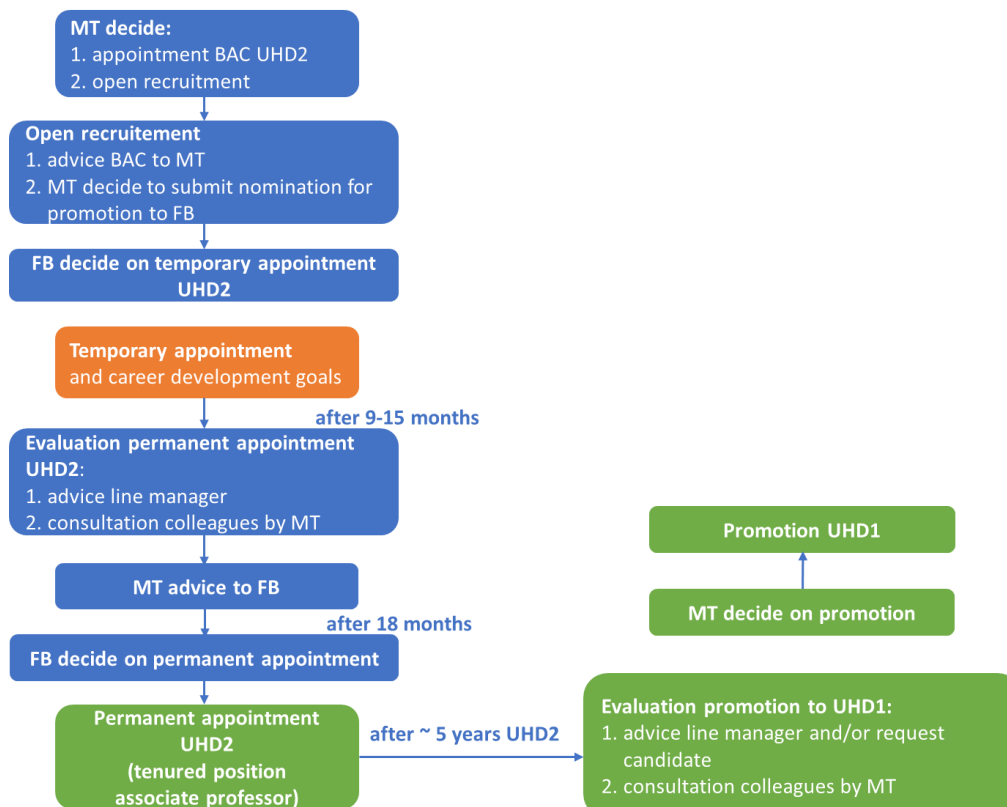 MT decide:
1. appointment BAC UHD2
2. open recruitment
Open recruitement
1. advice BAC to MT
2. MT decide to submit nomination for
promotion to FB
FB decide on temporary appointment
UHD2
Temporary appointment
and career development goals
after 9-15 months
Evaluation permanent appointment
UHD2:
1. advice line manager
2. consultation colleagues by MT
MT advice to FB
after 18 months
FB decide on permanent appointment
Permanent appointment
UHD2
(tenured position
associate professor)
after ~ 5 years UHD2
Evaluation promotion to UHD1:
1. advice line manager and/or request
candidate
2. consultation colleagues by MT
MT decide on promotion
Promotion UHD1